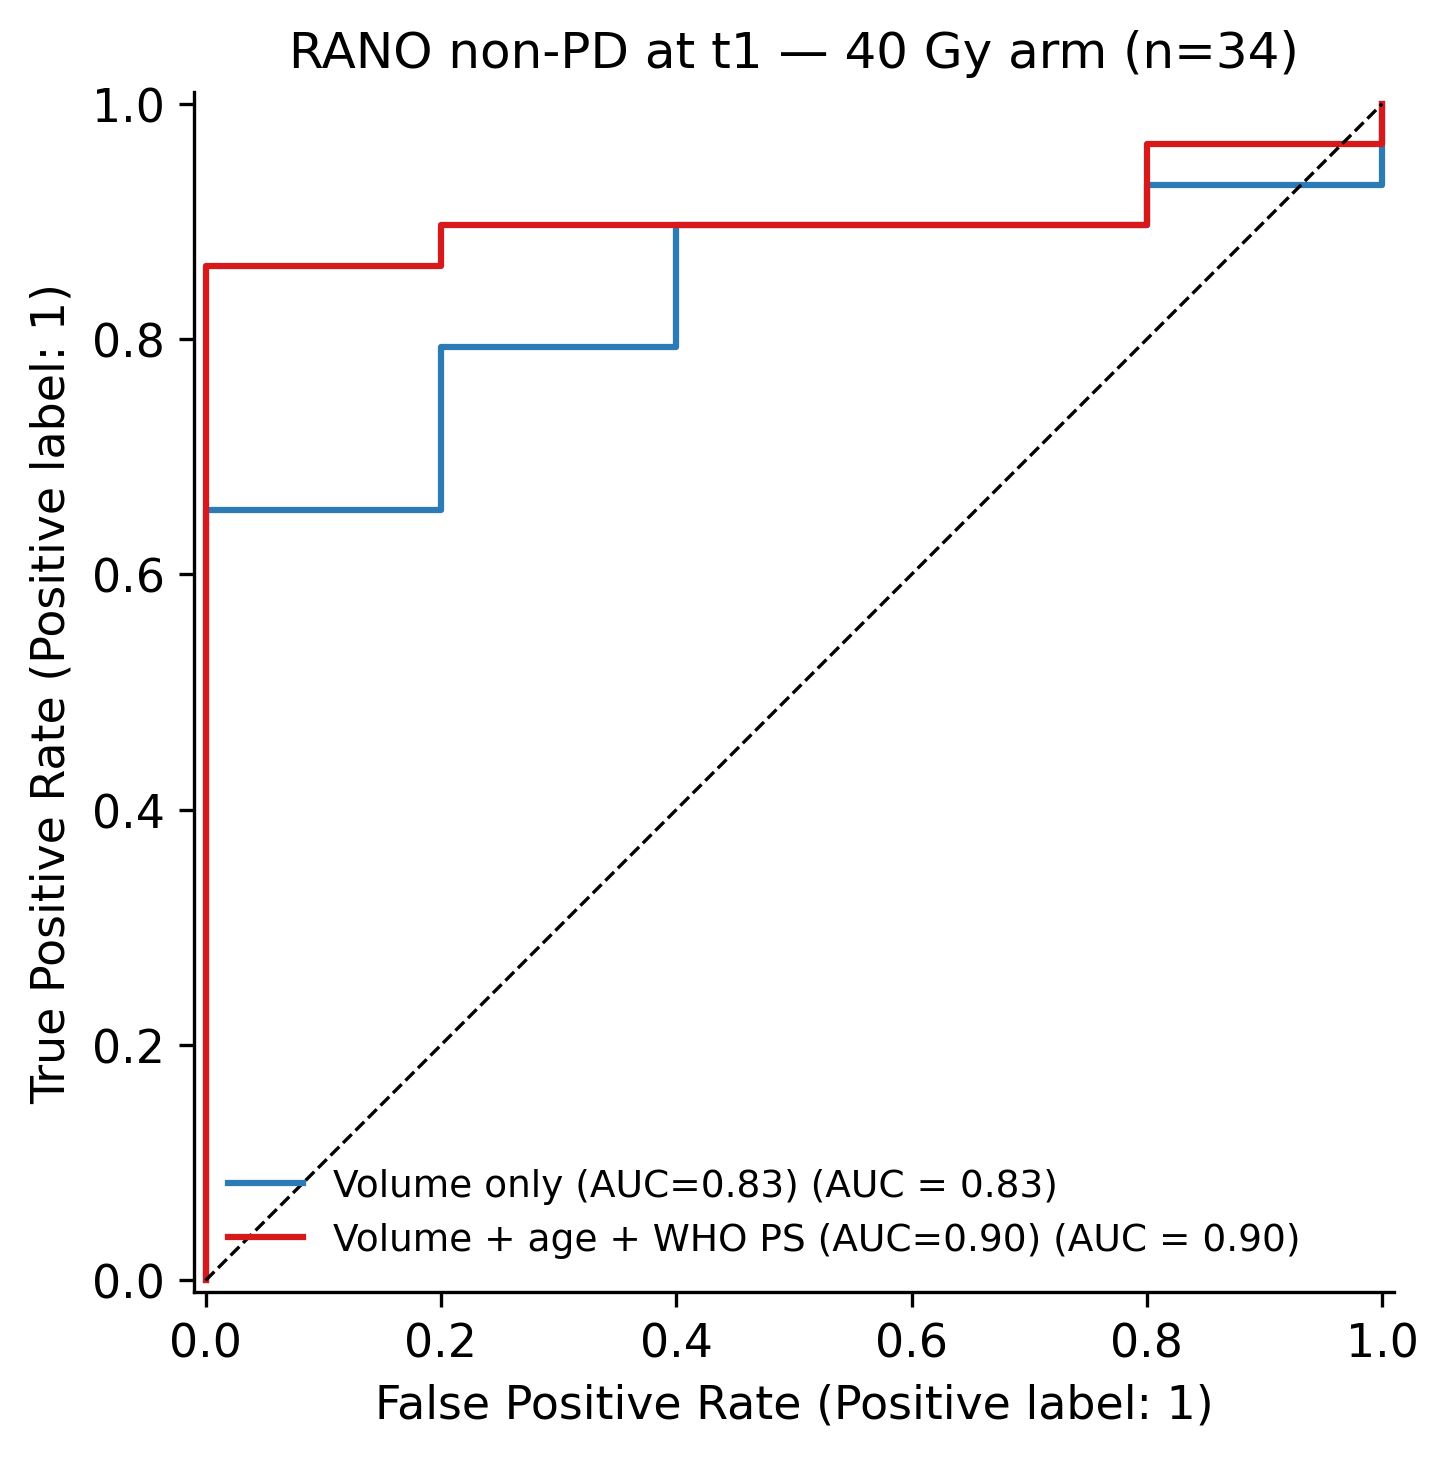 RANO non-PD at t1 — 40 Gy arm (n=34)
True Positive Rate (Positive label: 1)
1.0
0.8
0.6
0.4
0.2
0.0
Volume only (AUC=0.83) (AUC = 0.83)
Volume + age + WHO PS (AUC=0.90) (AUC = 0.90)
0.0 0.2 0.4 0.6 0.8 1.0
False Positive Rate (Positive label: 1)